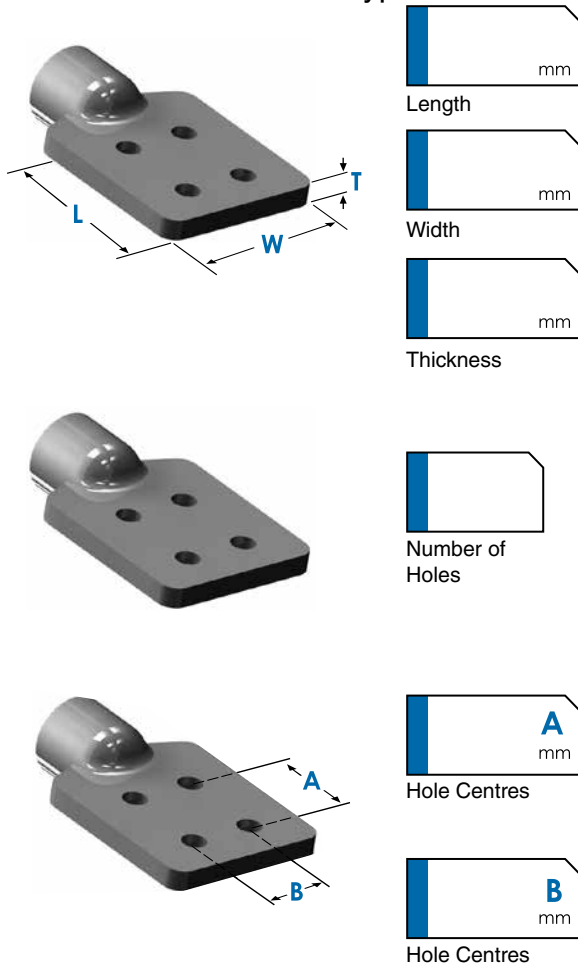 mm
Length
T
L
W
mm
Width
mm
Thickness
Number of
Holes
A
A
mm
Hole Centres
B
B
mm
Hole Centres